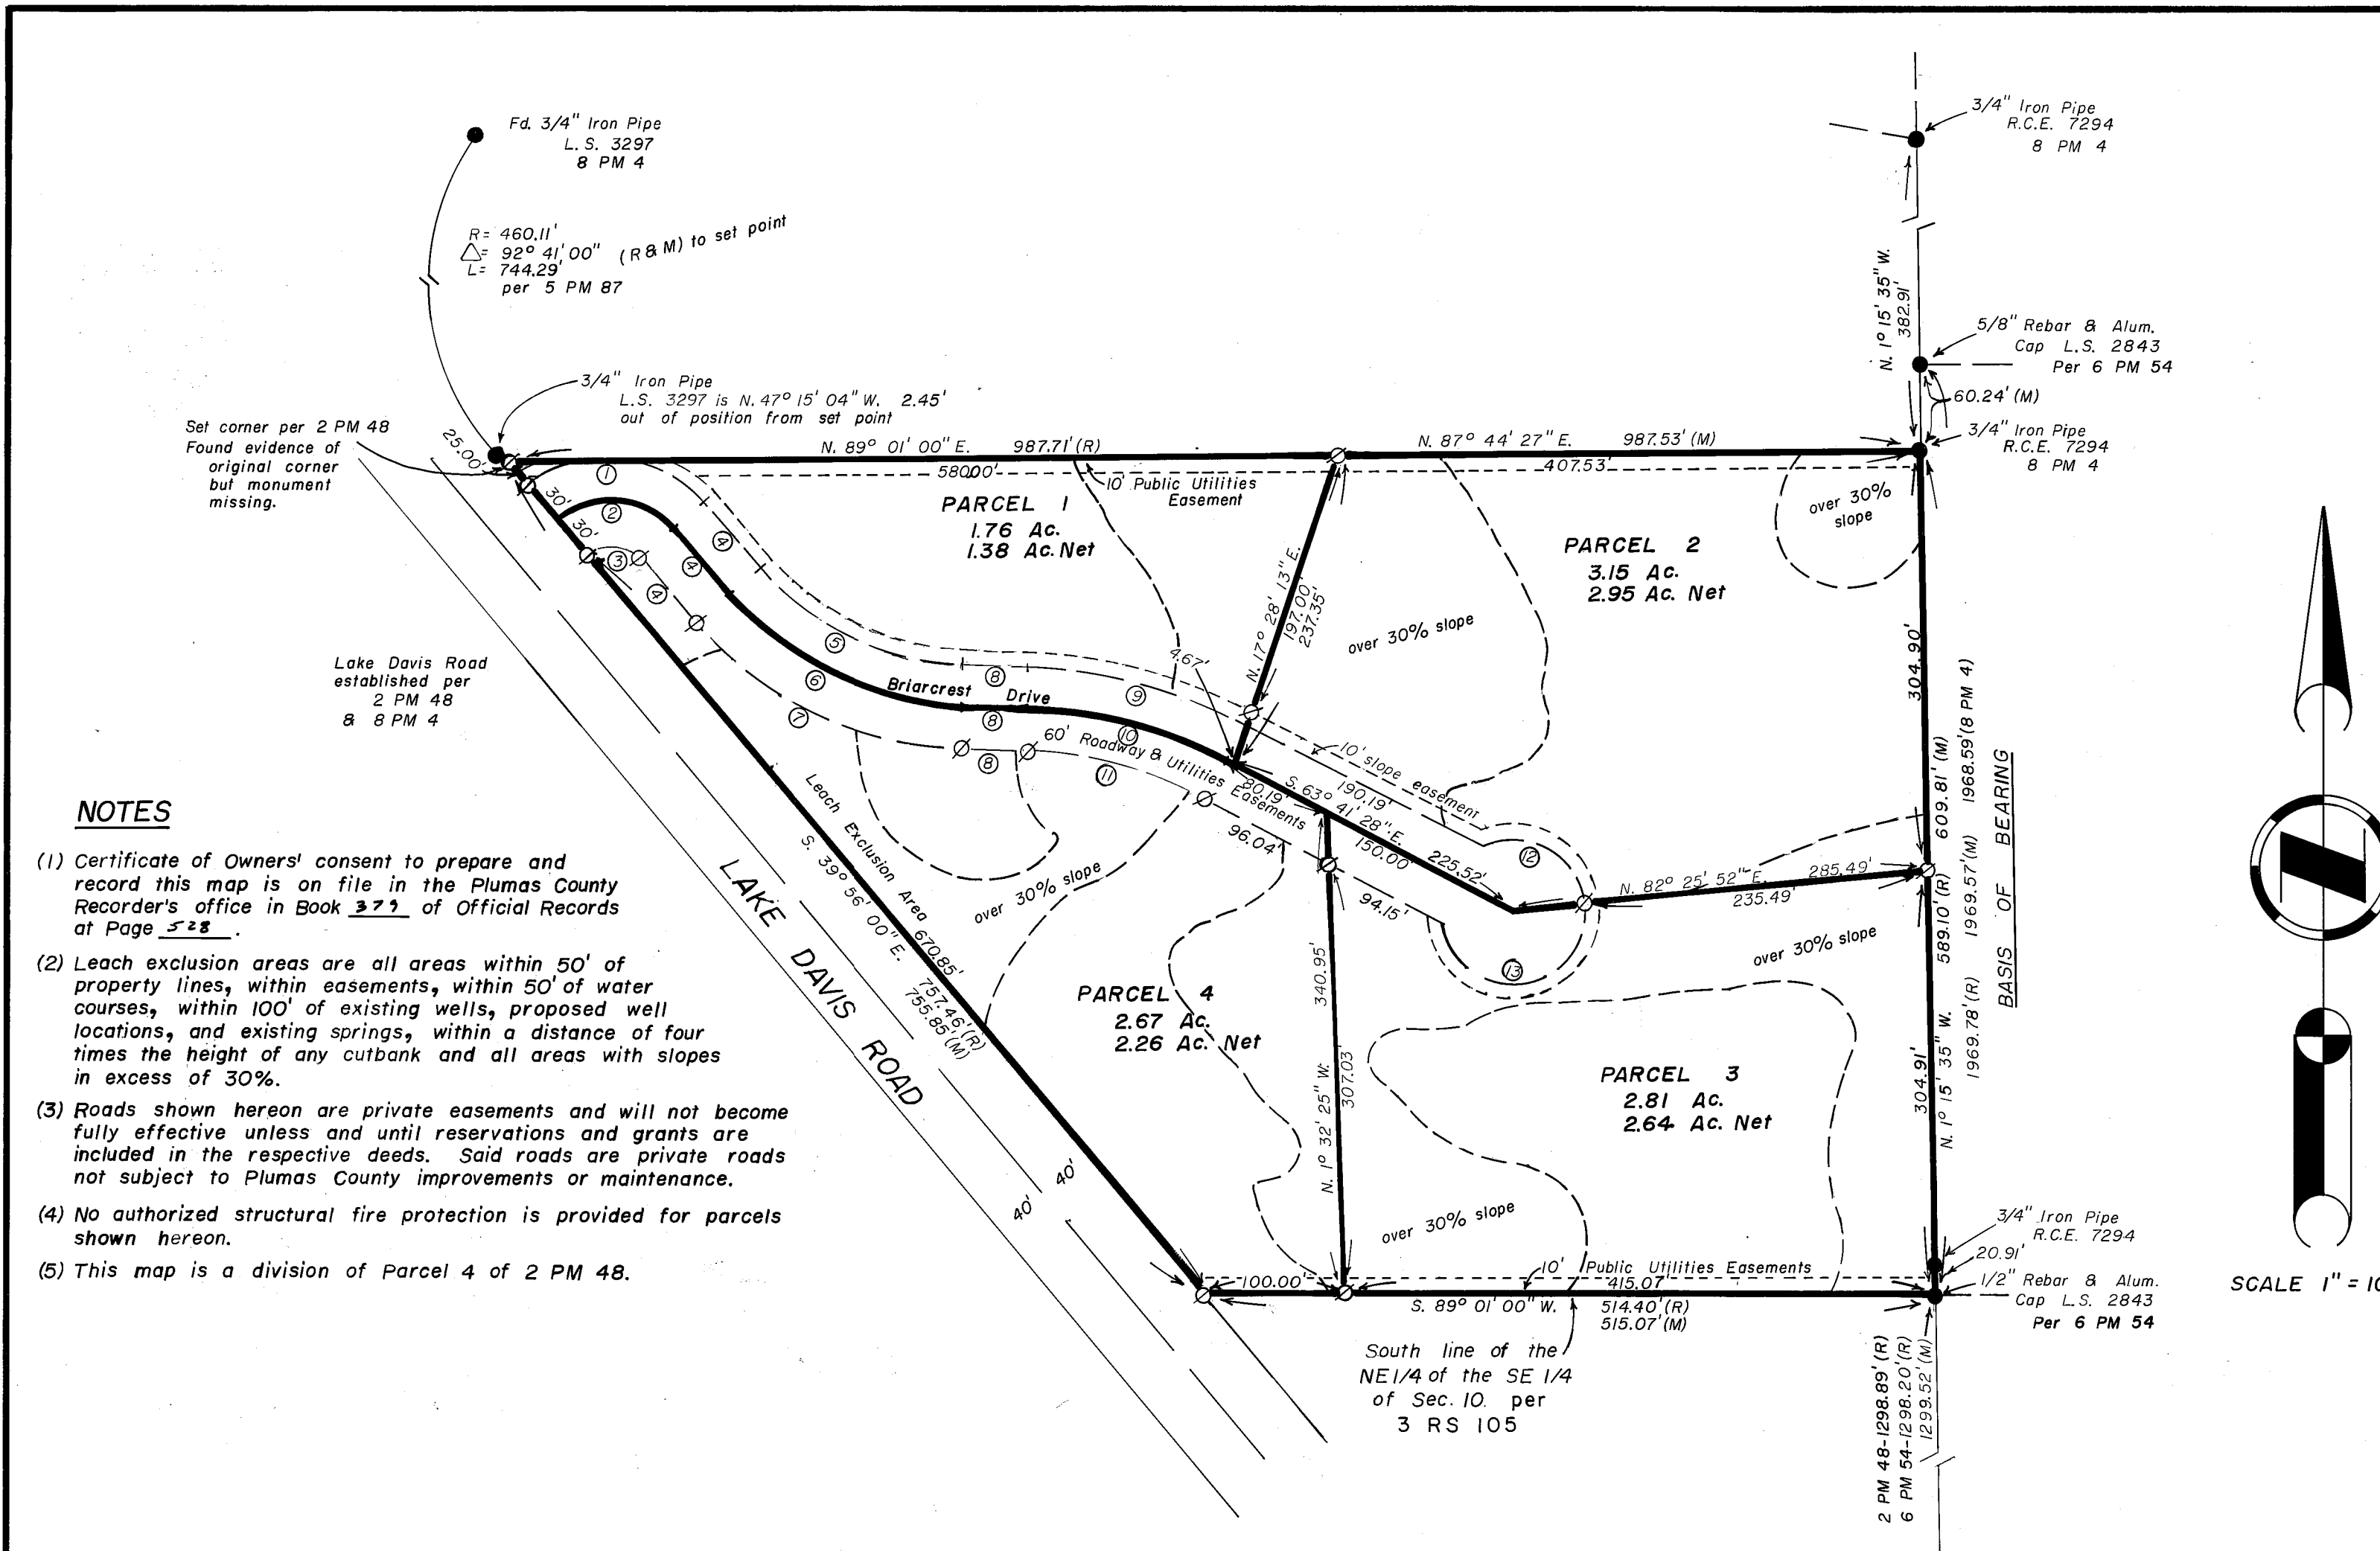 Fd. 3/4" Iron Pipe
L. S. 3297
8 PM 4
R= 460.11'
△= 92° 41' 00"
L= 744.29'
(R & M) to set point
per 5 PM 87
3/4" Iron Pipe
L.S. 3297 is N. 47° 15' 04" W. 2.45'
out of position from set point
Set corner per 2 PM 48
Found evidence of
original corner
but monument
missing.
25.00'
30'
30'
N. 89° 01' 00" E. 987.71' (R)
580.00'
N. 87° 44' 27" E. 987.53' (M)
407.53'
10' Public Utilities
Easement
3/4" Iron Pipe
R.C.E. 7294
8 PM 4
N. 1° 15' 35" W.
382.91'
5/8" Rebar & Alum.
Cap L.S. 2843
Per 6 PM 54
60.24' (M)
3/4" Iron Pipe
R.C.E. 7294
8 PM 4
PARCEL 1
1.76 Ac.
1.38 Ac. Net
PARCEL 2
3.15 Ac.
2.95 Ac. Net
over 30%
slope
over 30% slope
N. 17° 28' 13" E.
197.00'
237.35'
4.67'
1
2
3
4
4
4
5
6
7
8
8
8
9
10
11
12
13
Briarcrest Drive
60' Roadway & Utilities Easements
10' slope easement
190.19'
80.19'
S. 63° 41' 28" E.
150.00'
225.52'
96.04'
94.15'
N. 82° 25' 52" E. 285.49'
235.49'
over 30% slope
304.90'
609.81' (M)
589.10' (R)
1968.59' (8 PM 4)
1969.57' (M)
1969.78' (R)
N. 1° 15' 35" W.
304.91'
BASIS OF BEARING
Lake Davis Road
established per
2 PM 48
& 8 PM 4
Leach Exclusion Area 670.85'
S. 39° 56' 00" E.
757.46' (R)
755.85' (M)
LAKE DAVIS ROAD
40'
40'
over 30% slope
PARCEL 4
2.67 Ac.
2.26 Ac. Net
340.95'
N. 1° 32' 25" W.
307.03'
PARCEL 3
2.81 Ac.
2.64 Ac. Net
over 30% slope
100.00'
10' Public Utilities Easements
415.07'
S. 89° 01' 00" W.
514.40' (R)
515.07' (M)
South line of the
NE 1/4 of the SE 1/4
of Sec. 10. per
3 RS 105
3/4" Iron Pipe
R.C.E. 7294
20.91'
1/2" Rebar & Alum.
Cap L.S. 2843
Per 6 PM 54
2 PM 48-1298.89' (R)
6 PM 54-1298.20' (R)
1299.52' (M)
SCALE 1" = 10
NOTES
(1) Certificate of Owners' consent to prepare and
record this map is on file in the Plumas County
Recorder's office in Book 379 of Official Records
at Page 528.
(2) Leach exclusion areas are all areas within 50' of
property lines, within easements, within 50' of water
courses, within 100' of existing wells, proposed well
locations, and existing springs, within a distance of four
times the height of any cutbank and all areas with slopes
in excess of 30%.
(3) Roads shown hereon are private easements and will not become
fully effective unless and until reservations and grants are
included in the respective deeds. Said roads are private roads
not subject to Plumas County improvements or maintenance.
(4) No authorized structural fire protection is provided for parcels
shown hereon.
(5) This map is a division of Parcel 4 of 2 PM 48.